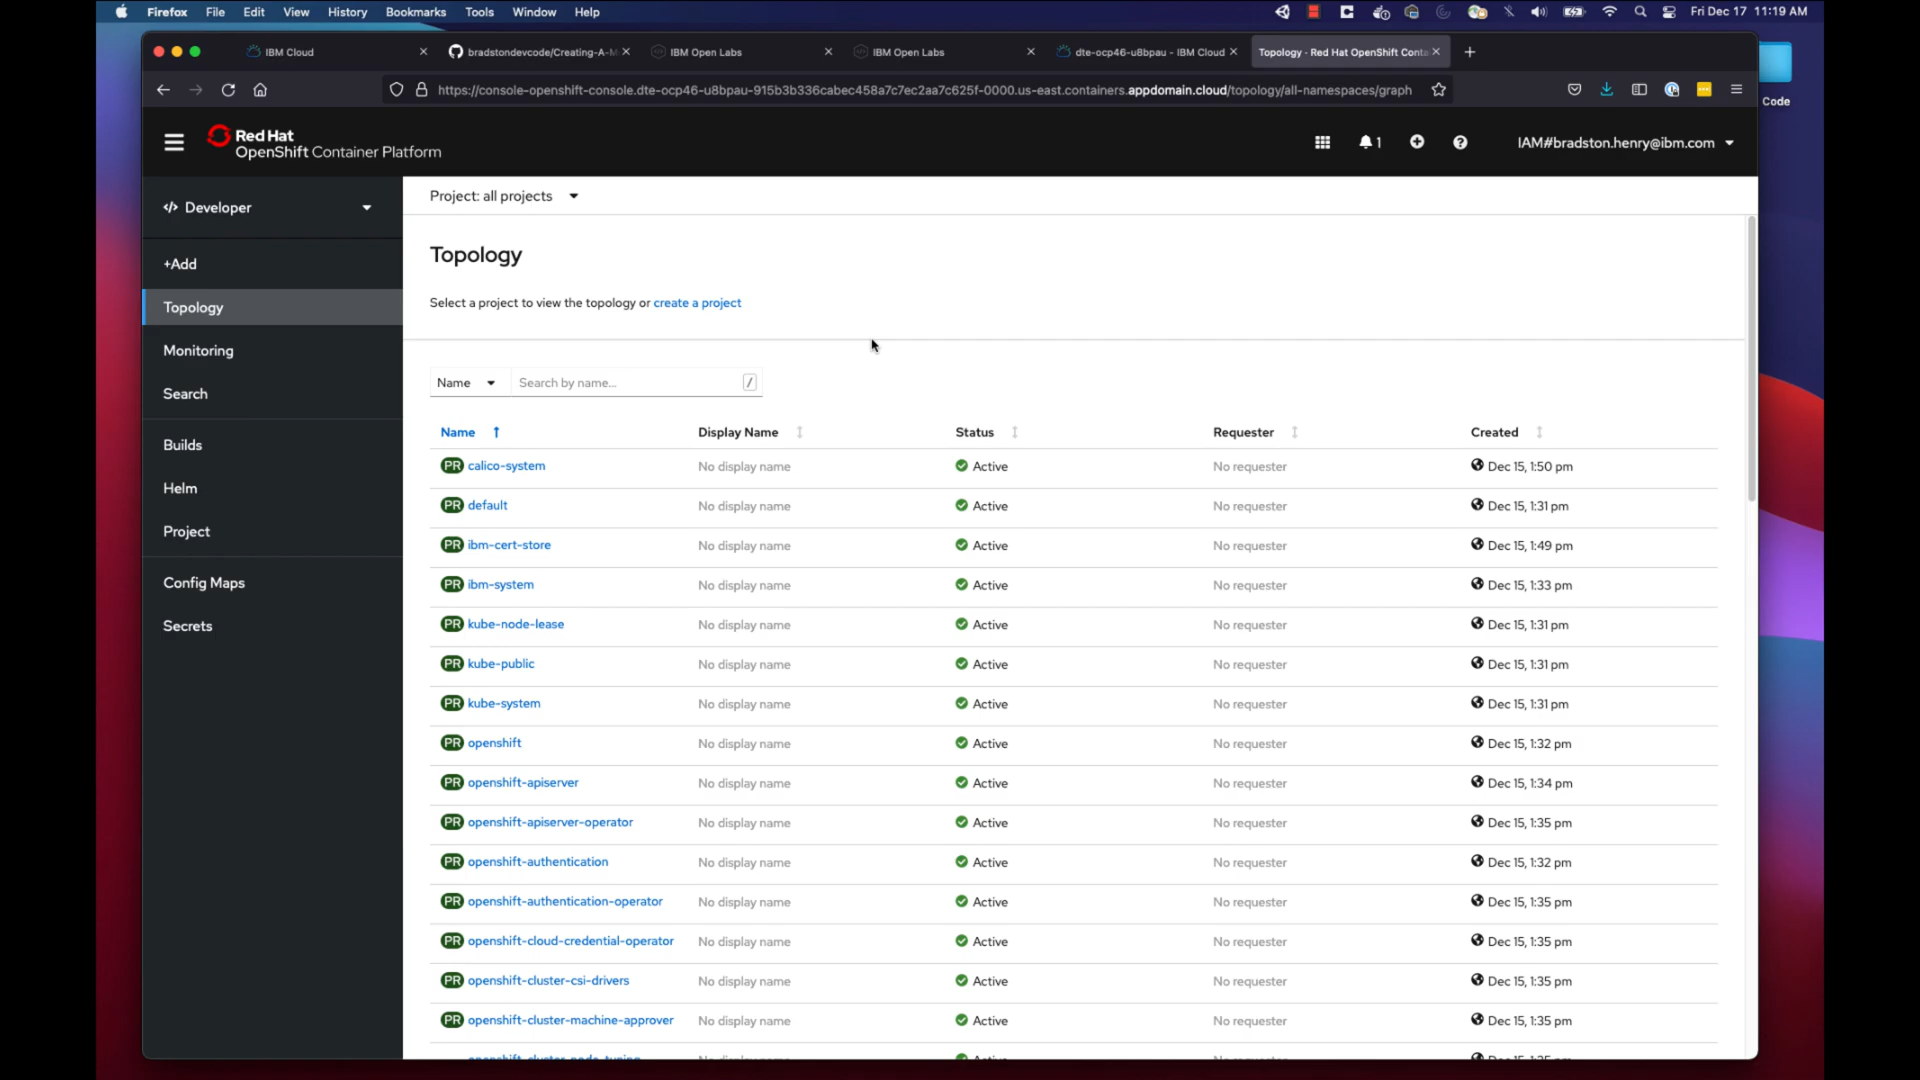 Firefox File Edit View History Bookmarks Tools Window Help Fri Dec 17 11:19 AM
IBM Cloud bradstondevcode/Creating-A-M IBM Open Labs IBM Open Labs dte-ocp46-u8bpau - IBM Cloud Topology - Red Hat OpenShift Conta
https://console-openshift-console.dte-ocp46-u8bpau-915b3b336cabec458a7c7ec2aa7c625f-0000.us-east.containers.appdomain.cloud/topology/all-namespaces/graph
Code
Red Hat
OpenShift Container Platform
1 IAM#bradston.henry@ibm.com
</> Developer
+Add
Topology
Monitoring
Search
Builds
Helm
Project
Config Maps
Secrets
Project: all projects
Topology
Select a project to view the topology or create a project
Name Search by name... /
Name Display Name Status Requester Created
PR calico-system No display name Active No requester Dec 15, 1:50 pm
PR default No display name Active No requester Dec 15, 1:31 pm
PR ibm-cert-store No display name Active No requester Dec 15, 1:49 pm
PR ibm-system No display name Active No requester Dec 15, 1:33 pm
PR kube-node-lease No display name Active No requester Dec 15, 1:31 pm
PR kube-public No display name Active No requester Dec 15, 1:31 pm
PR kube-system No display name Active No requester Dec 15, 1:31 pm
PR openshift No display name Active No requester Dec 15, 1:32 pm
PR openshift-apiserver No display name Active No requester Dec 15, 1:34 pm
PR openshift-apiserver-operator No display name Active No requester Dec 15, 1:35 pm
PR openshift-authentication No display name Active No requester Dec 15, 1:32 pm
PR openshift-authentication-operator No display name Active No requester Dec 15, 1:35 pm
PR openshift-cloud-credential-operator No display name Active No requester Dec 15, 1:35 pm
PR openshift-cluster-csi-drivers No display name Active No requester Dec 15, 1:35 pm
PR openshift-cluster-machine-approver No display name Active No requester Dec 15, 1:35 pm